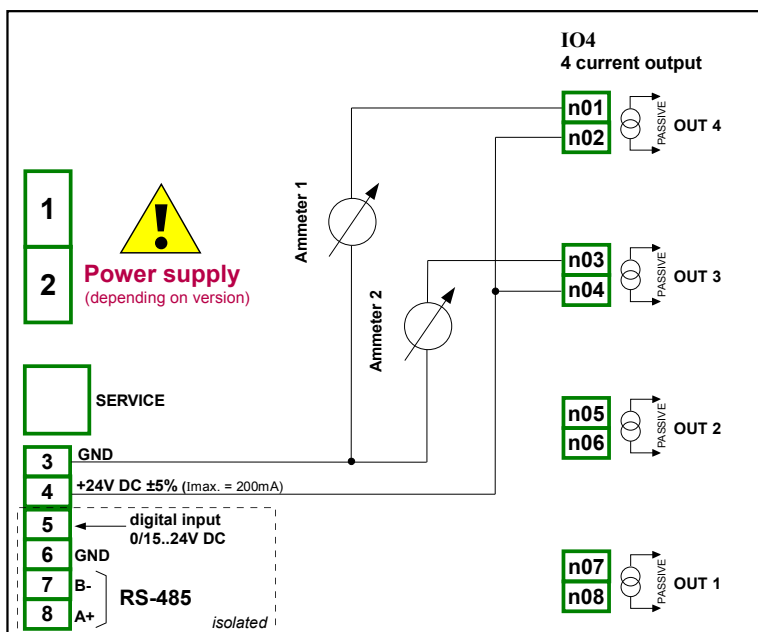 IO4
4 current output
n01
n02
PASSIVE
OUT 4
Ammeter 1
1
2
Power supply
(depending on version)
Ammeter 2
n03
n04
PASSIVE
OUT 3
SERVICE
n05
n06
PASSIVE
OUT 2
3 GND
4 +24V DC ±5% (Imax. = 200mA)
5 digital input
0/15..24V DC
6 GND
7 B-
RS-485
8 A+
isolated
n07
n08
PASSIVE
OUT 1